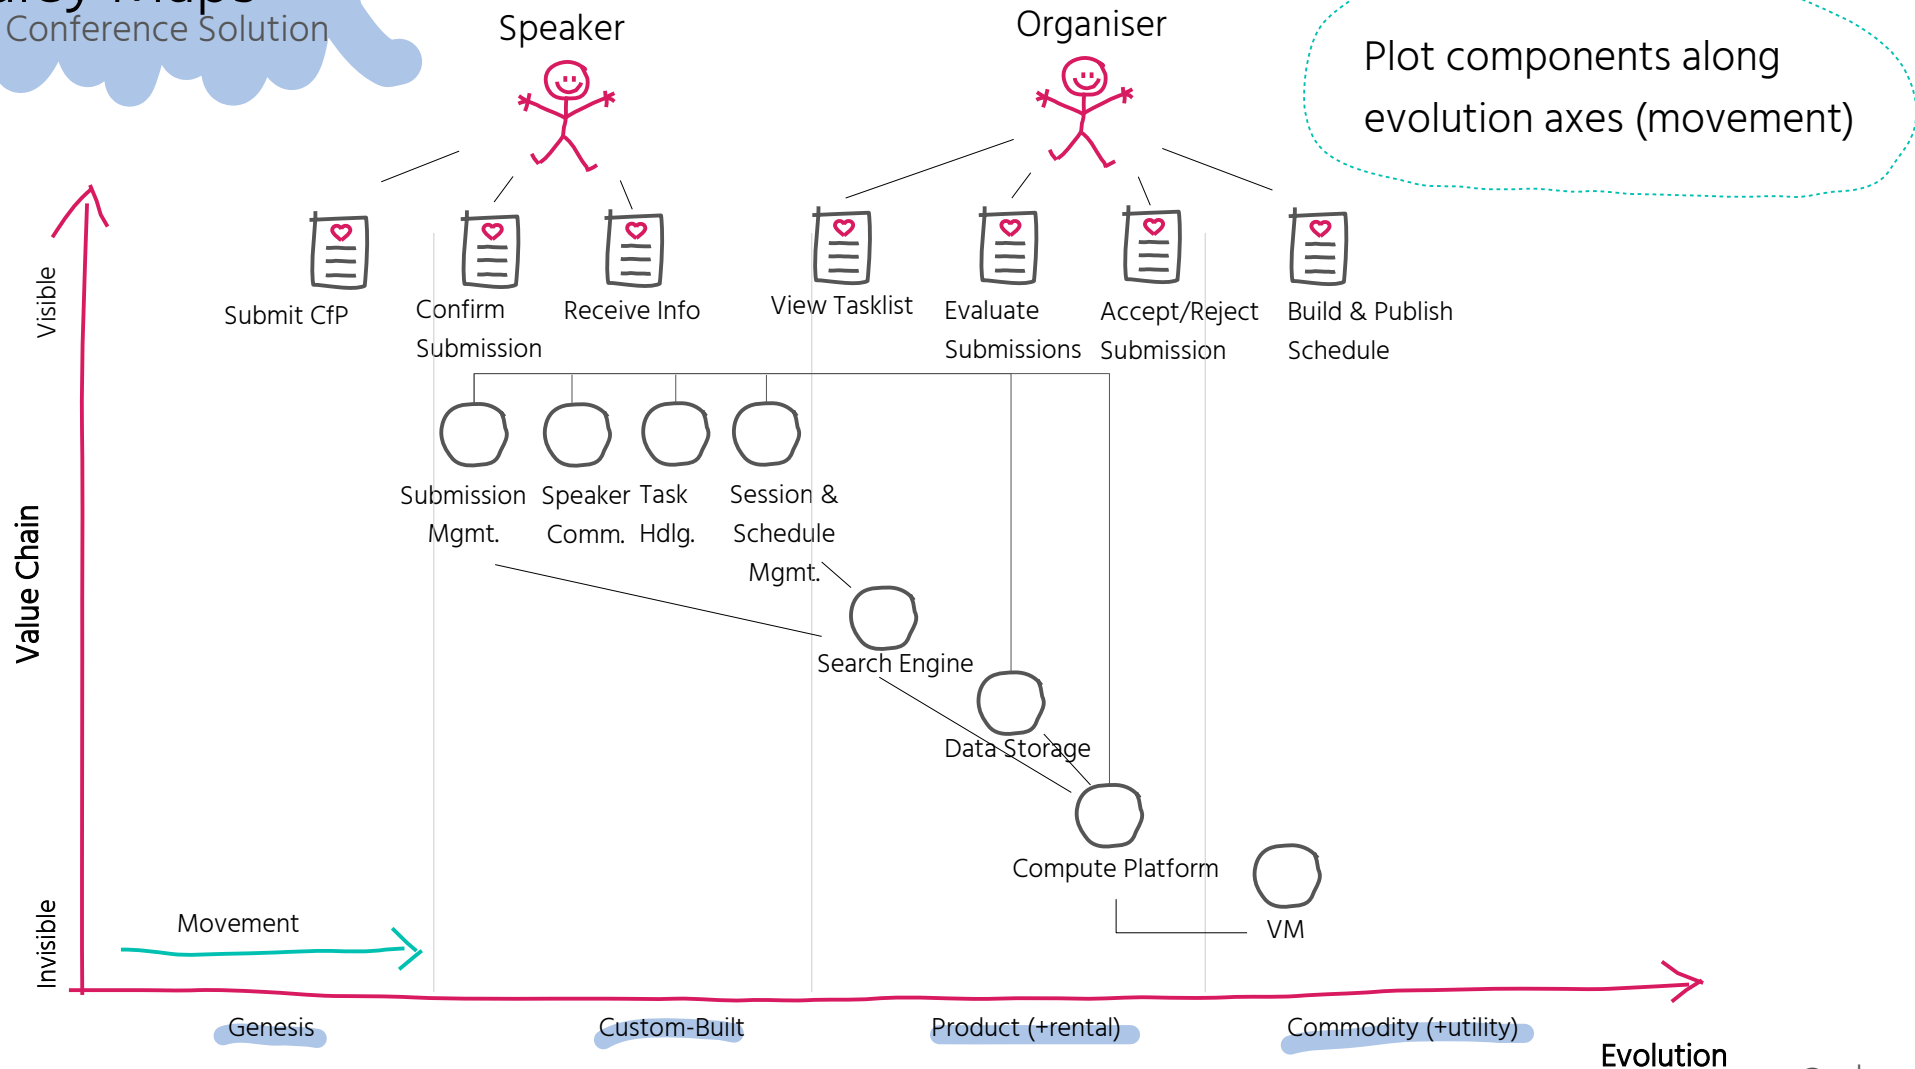 Conference Solution
Speaker
Organiser
Plot components along
evolution axes (movement)
Visible
Submit CfP
Confirm
Submission
Receive Info
View Tasklist
Evaluate
Submissions
Accept/Reject
Submission
Build & Publish
Schedule
Submission
Mgmt.
Speaker
Comm.
Task
Hdlg.
Session &
Schedule
Mgmt.
Value Chain
Search Engine
Data Storage
Compute Platform
VM
Invisible
Movement
Genesis
Custom-Built
Product (+rental)
Commodity (+utility)
Evolution